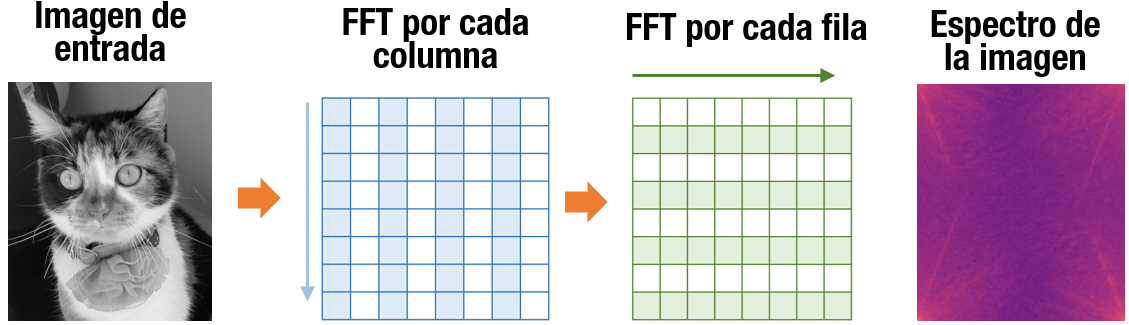 Imagen de
entrada
FFT por cada
columna
FFT por cada fila
Espectro de
la imagen